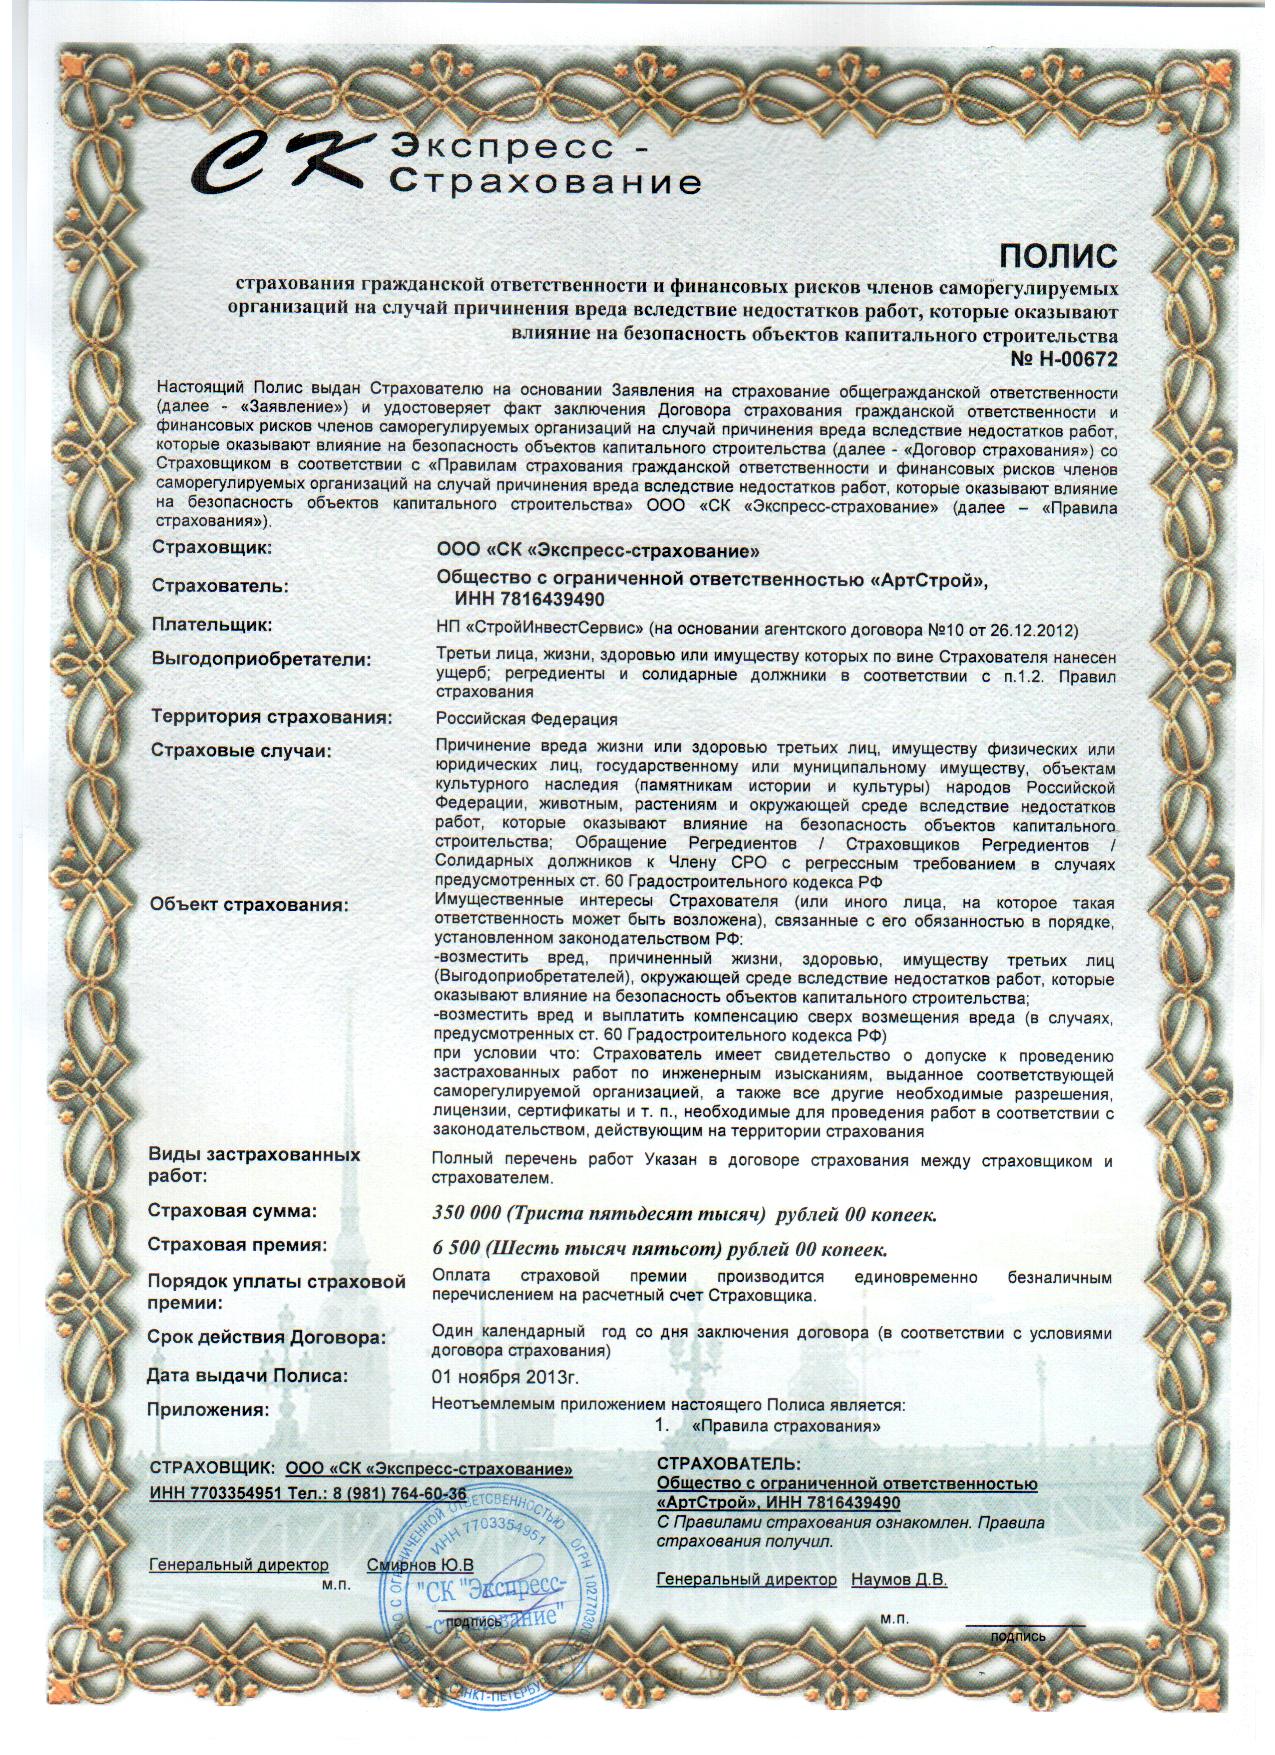 СК Экспресс -
Страхование
ПОЛИС
страхования гражданской ответственности и финансовых рисков членов саморегулируемых
организаций на случай причинения вреда вследствие недостатков работ, которые оказывают
влияние на безопасность объектов капитального строительства
№ Н-00672
Настоящий Полис выдан Страхователю на основании Заявления на страхование общегражданской ответственности
(далее - «Заявление») и удостоверяет факт заключения Договора страхования гражданской ответственности и
финансовых рисков членов саморегулируемых организаций на случай причинения вреда вследствие недостатков работ,
которые оказывают влияние на безопасность объектов капитального строительства (далее - «Договор страхования») со
Страховщиком в соответствии с «Правилам страхования гражданской ответственности и финансовых рисков членов
саморегулируемых организаций на случай причинения вреда вследствие недостатков работ, которые оказывают влияние
на безопасность объектов капитального строительства» ООО «СК «Экспресс-страхование» (далее – «Правила
страхования»).
Страховщик: ООО «СК «Экспресс-страхование»
Страхователь: Общество с ограниченной ответственностью «АртСтрой»,
ИНН 7816439490
Плательщик: НП «СтройИнвестСервис» (на основании агентского договора №10 от 26.12.2012)
Выгодоприобретатели: Третьи лица, жизни, здоровью или имуществу которых по вине Страхователя нанесен
ущерб; регредиенты и солидарные должники в соответствии с п.1.2. Правил
страхования
Территория страхования: Российская Федерация
Страховые случаи: Причинение вреда жизни или здоровью третьих лиц, имуществу физических или
юридических лиц, государственному или муниципальному имуществу, объектам
культурного наследия (памятникам истории и культуры) народов Российской
Федерации, животным, растениям и окружающей среде вследствие недостатков
работ, которые оказывают влияние на безопасность объектов капитального
строительства; Обращение Регредиентов / Страховщиков Регредиентов /
Солидарных должников к Члену СРО с регрессным требованием в случаях
предусмотренных ст. 60 Градостроительного кодекса РФ
Объект страхования: Имущественные интересы Страхователя (или иного лица, на которое такая
ответственность может быть возложена), связанные с его обязанностью в порядке,
установленном законодательством РФ:
-возместить вред, причиненный жизни, здоровью, имуществу третьих лиц
(Выгодоприобретателей), окружающей среде вследствие недостатков работ, которые
оказывают влияние на безопасность объектов капитального строительства;
-возместить вред и выплатить компенсацию сверх возмещения вреда (в случаях,
предусмотренных ст. 60 Градостроительного кодекса РФ)
при условии что: Страхователь имеет свидетельство о допуске к проведению
застрахованных работ по инженерным изысканиям, выданное соответствующей
саморегулируемой организацией, а также все другие необходимые разрешения,
лицензии, сертификаты и т. п., необходимые для проведения работ в соответствии с
законодательством, действующим на территории страхования
Виды застрахованных
работ:
Полный перечень работ Указан в договоре страхования между страховщиком и
страхователем.
Страховая сумма: 350 000 (Триста пятьдесят тысяч) рублей 00 копеек.
Страховая премия: 6 500 (Шесть тысяч пятьсот) рублей 00 копеек.
Порядок уплаты страховой
премии:
Оплата страховой премии производится единовременно безналичным
перечислением на расчетный счет Страховщика.
Срок действия Договора: Один календарный год со дня заключения договора (в соответствии с условиями
договора страхования)
Дата выдачи Полиса: 01 ноября 2013г.
Приложения: Неотъемлемым приложением настоящего Полиса является:
1. «Правила страхования»
СТРАХОВЩИК: ООО «СК «Экспресс-страхование»
ИНН 7703354951 Тел.: 8 (981) 764-60-36
Генеральный директор Смирнов Ю.В
м.п.
подпись
СТРАХОВАТЕЛЬ:
Общество с ограниченной ответственностью
«АртСтрой», ИНН 7816439490
С Правилами страхования ознакомлен. Правила
страхования получил.
Генеральный директор Наумов Д.В.
м.п.
подпись
С ОГРАНИЧЕННОЙ ОТВЕТСВЕННОСТЬЮ ОГРН
ИНН 7703354951
"СК "Экспресс-
-страхование"
САНКТ-ПЕТЕРБУ